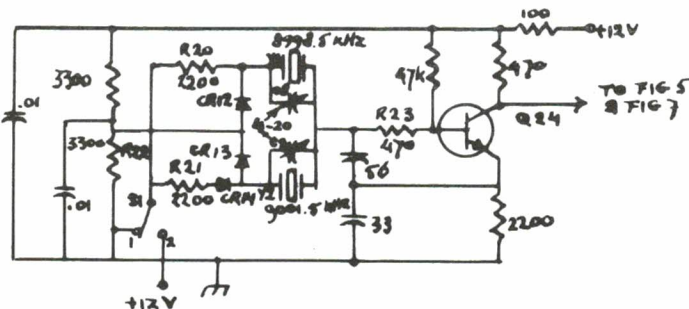 100
+12V
8998.5 kHz
R20
2200
3300
.01
CR12
47k
470
TO FIG 5
& FIG 7
4-20
R23
470
Q24
3300
R22
CR13
R21
2200
CR14
Y2
9001.5 kHz
56
.01
S1
33
2200
1
2
+12V